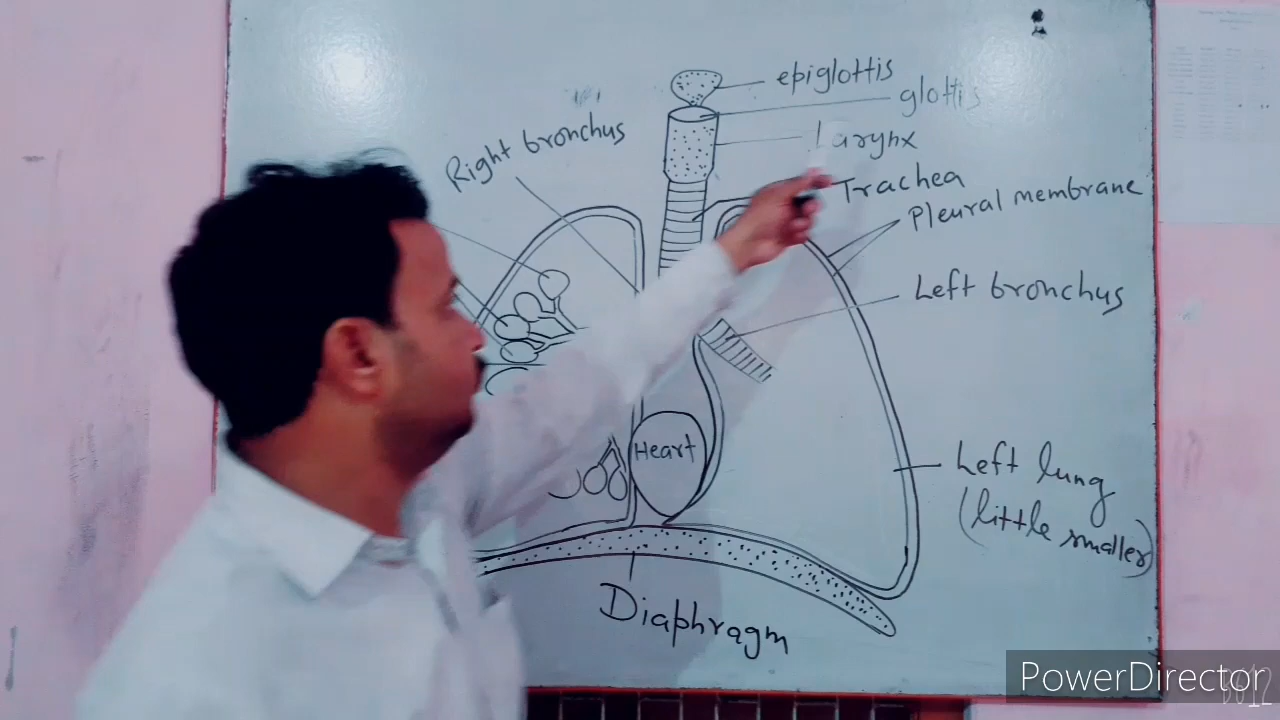 epiglottis
glottis
Larynx
Right bronchus
Trachea
Pleural membrane
Left bronchus
Heart
Left lung
(little smaller)
Diaphragm
PowerDirector